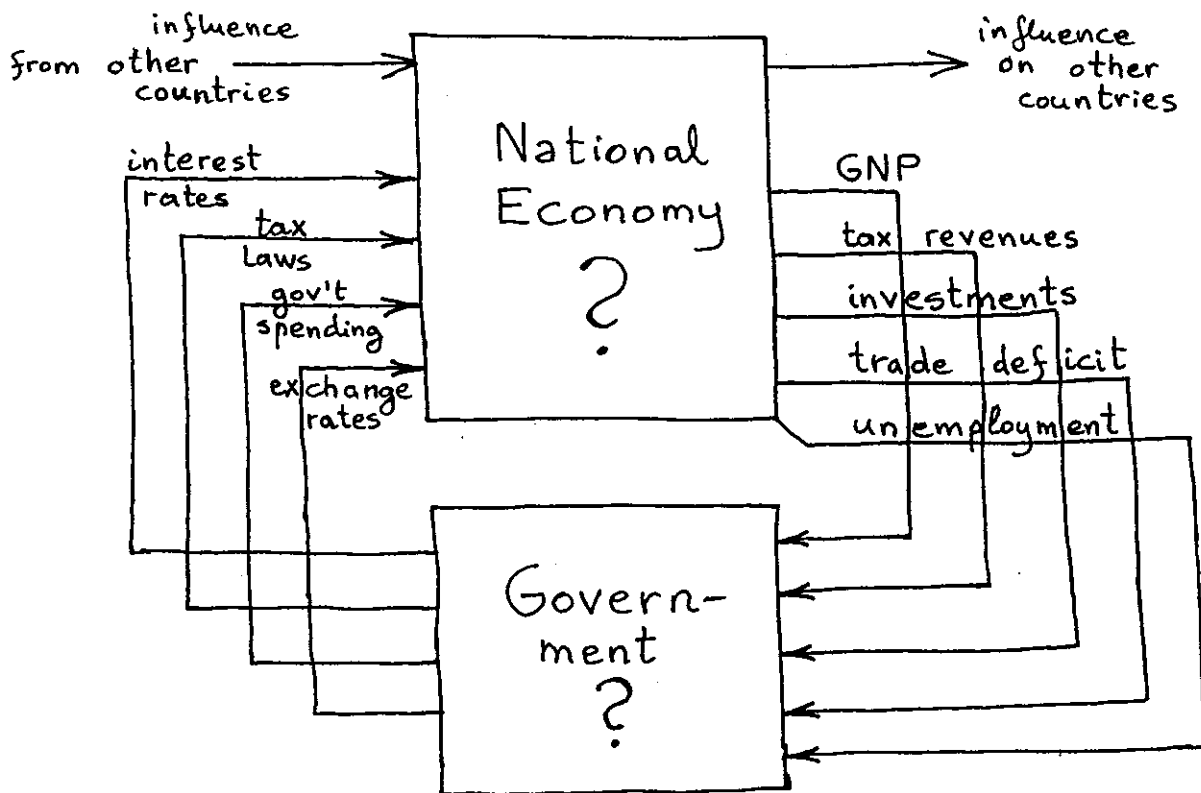 influence
from other
countries
influence
on other
countries
National
Economy
?
interest
rates
tax
laws
gov't
spending
exchange
rates
GNP
tax revenues
investments
trade deficit
unemployment
Govern-
ment
?